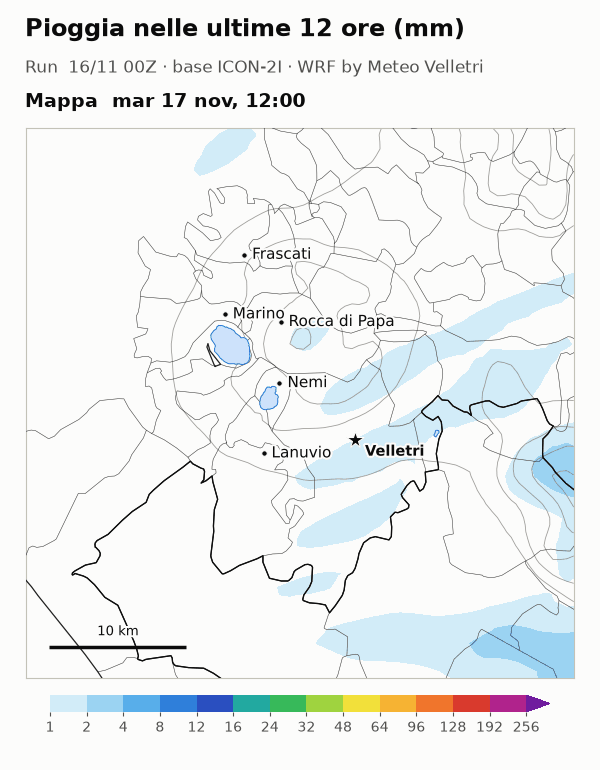 Pioggia nelle ultime 12 ore (mm)
Run  16/11 00Z · base ICON-2I · WRF by Meteo Velletri
Mappa  mar 17 nov, 12:00
Frascati
Marino
Rocca di Papa
Nemi
Velletri
Lanuvio
10 km
1 2 4 8 12 16 24 32 48 64 96 128 192 256